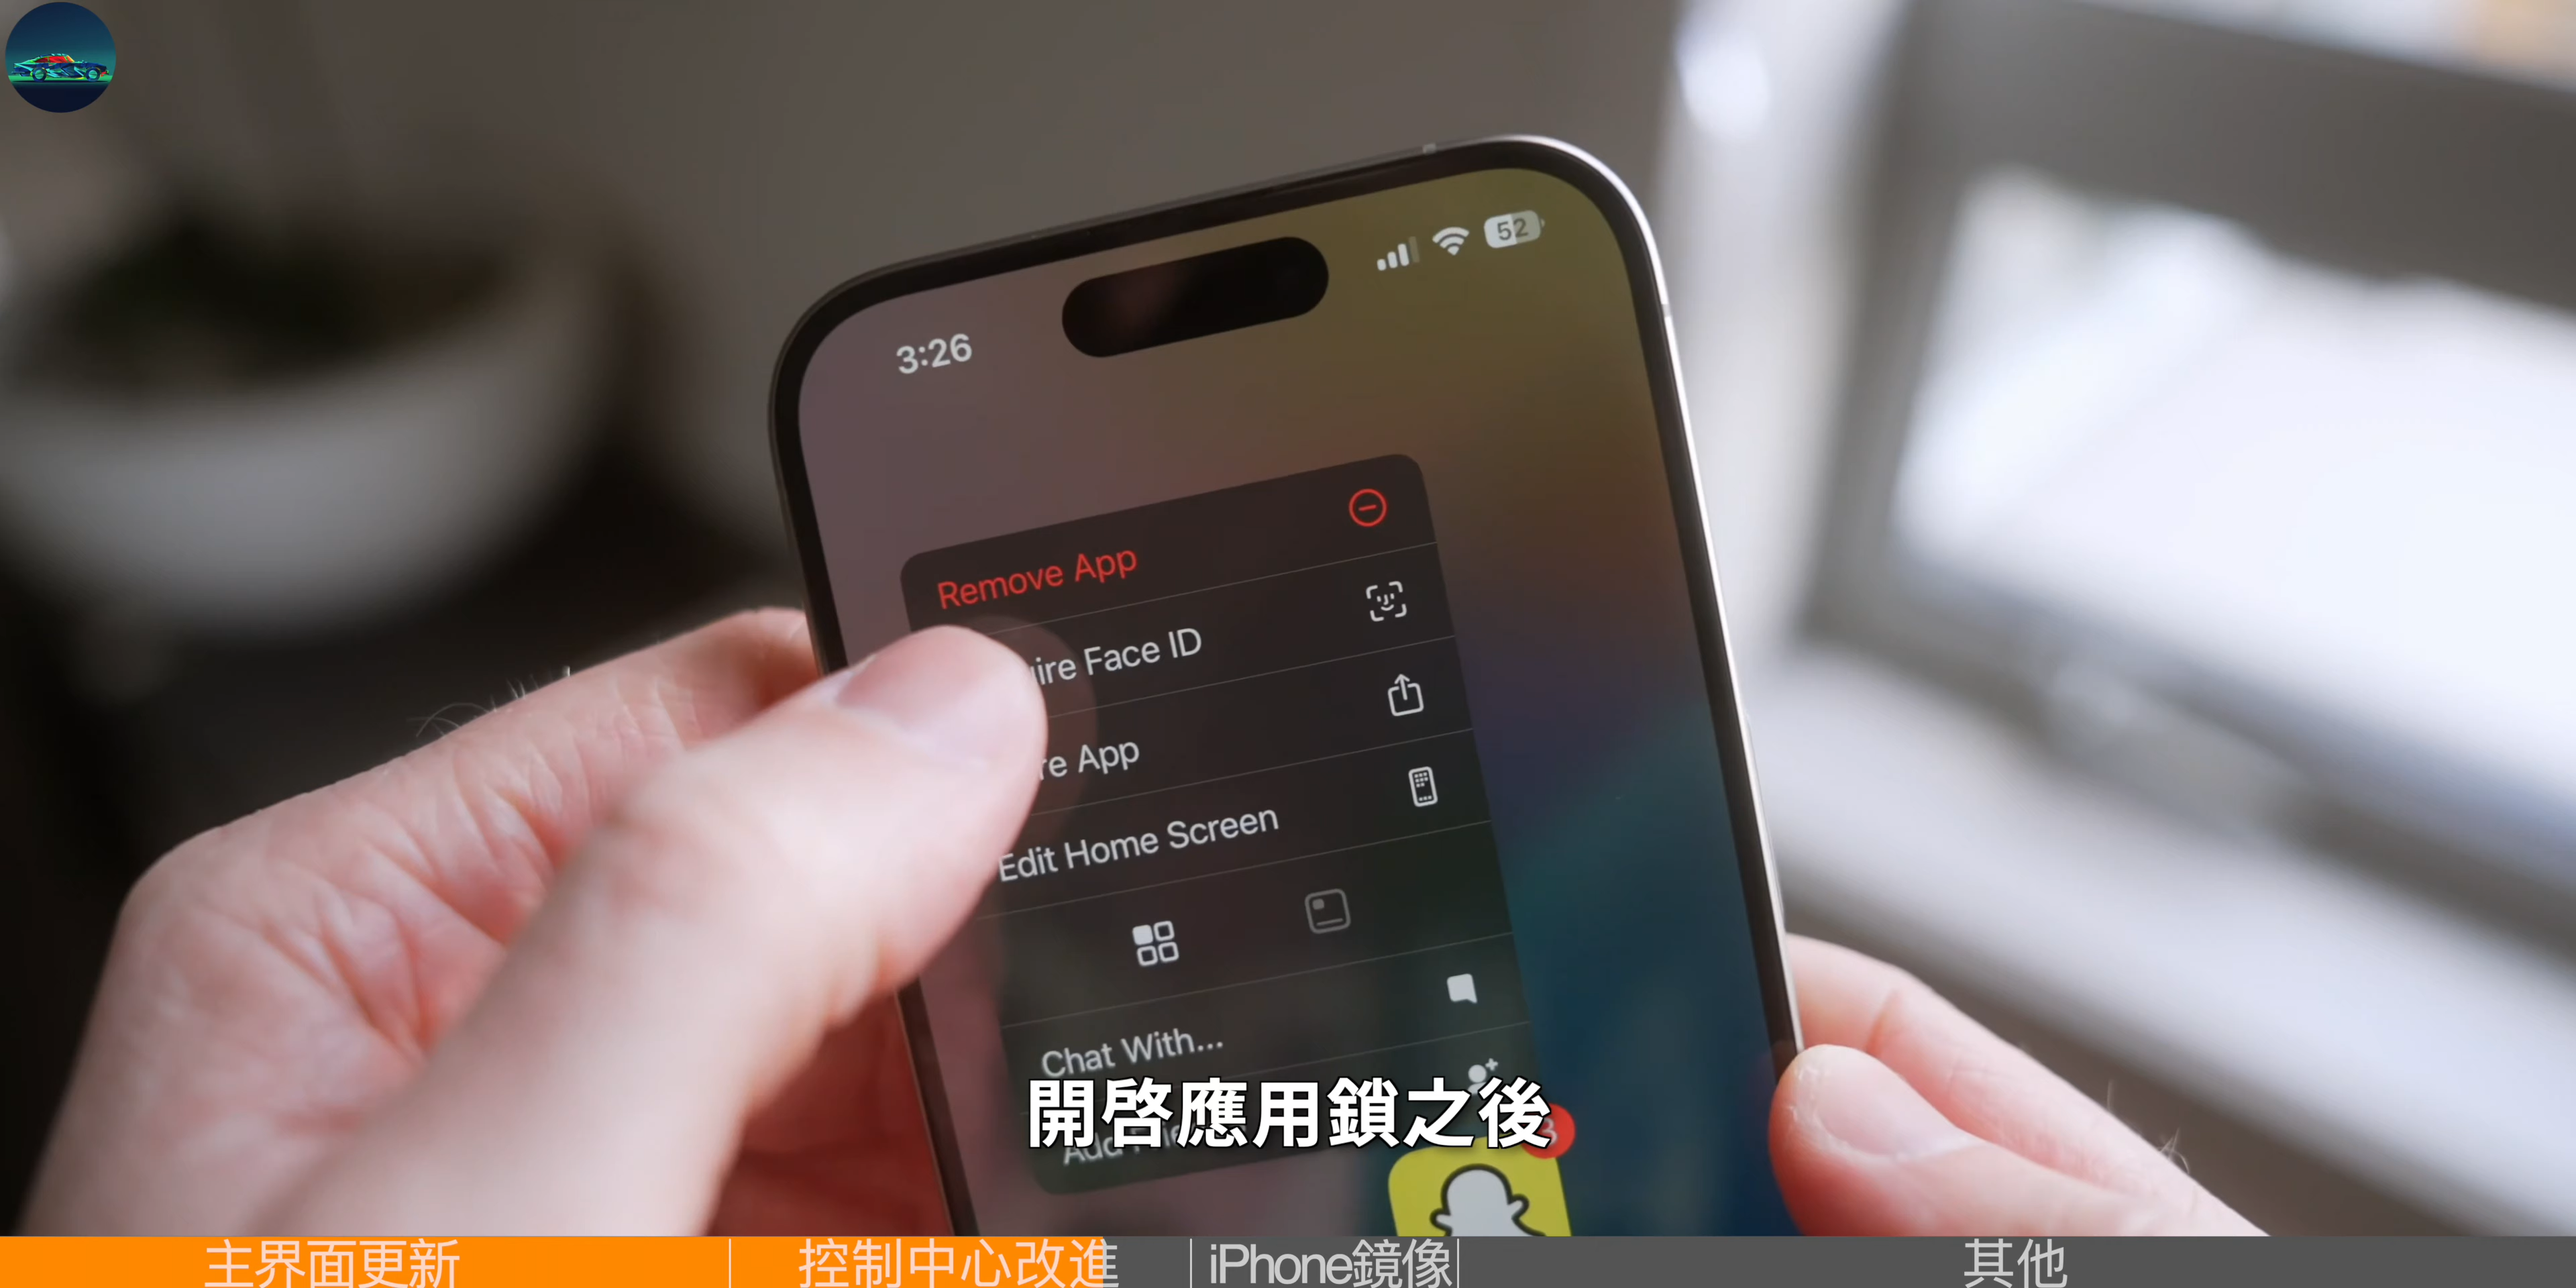 52
3:26
Remove App
Face ID
App
Edit Home Screen
Chat With...
開啓應用鎖之後
主界面更新
控制中心改進
iPhone鏡像
其他